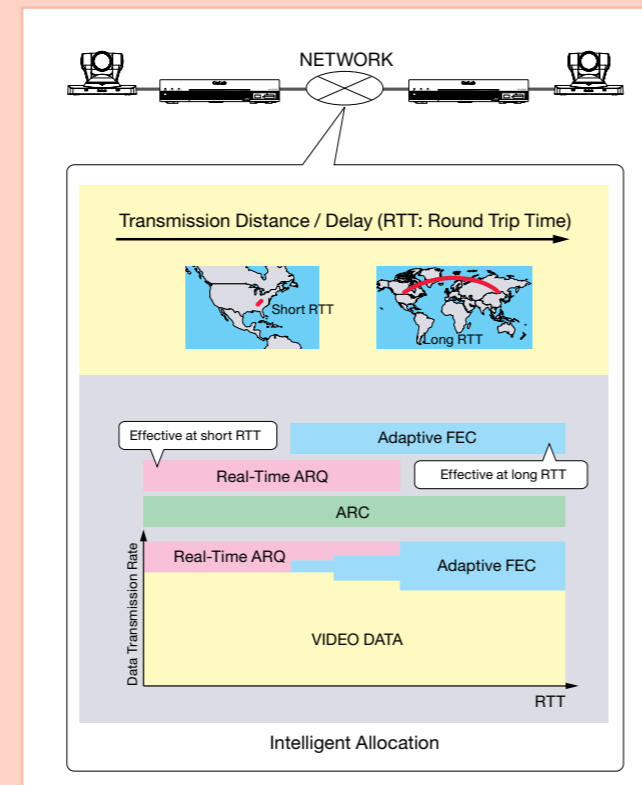 NETWORK
Transmission Distance / Delay (RTT: Round Trip Time)
Short RTT
Long RTT
Effective at short RTT
Adaptive FEC
Real-Time ARQ
Effective at long RTT
ARC
Real-Time ARQ
Adaptive FEC
Data Transmission Rate
VIDEO DATA
RTT
Intelligent Allocation